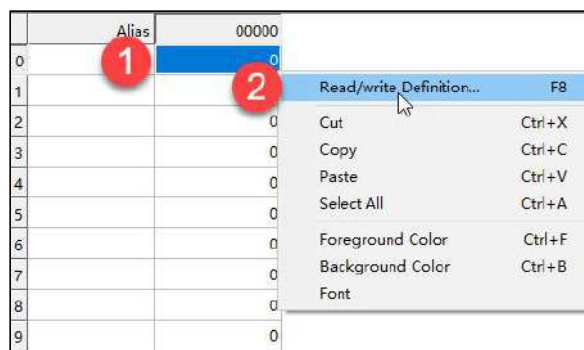 Alias 00000
0 1 0
1 2 Read/write Definition... F8
2 0 Cut Ctrl+X
3 0 Copy Ctrl+C
4 0 Paste Ctrl+V
5 0 Select All Ctrl+A
6 0 Foreground Color Ctrl+F
7 0 Background Color Ctrl+B
8 0 Font
9 0